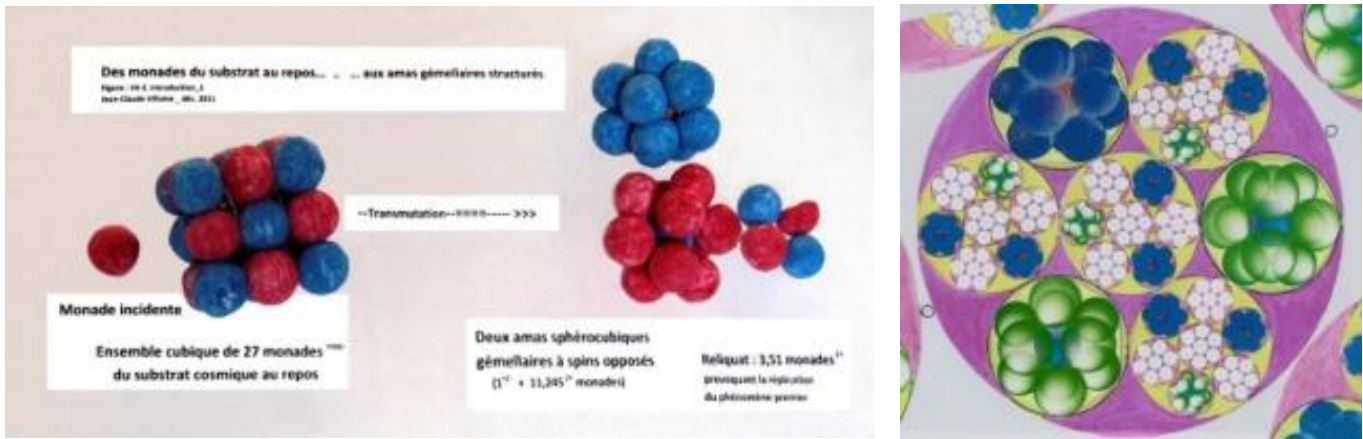 Des monades du substrat au repos... .. ... aux amas gémellaires structurés
--Transmutation--====----- >>>
Monade incidente
Ensemble cubique de 27 monades
du substrat cosmique au repos
Deux amas sphérocubiques
gémellaires à spins opposés
monades)
Reliquat : 3,51 monades
provoquant la réplication
du phénomène premier